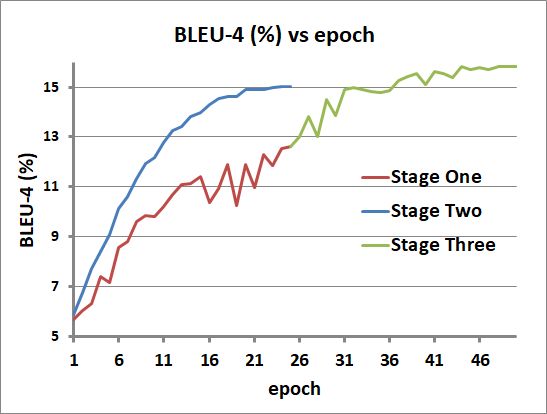 BLEU-4 (%) vs epoch
15
13
11
9
7
5
BLEU-4 (%)
Stage One
Stage Two
Stage Three
1 6 11 16 21 26 31 36 41 46
epoch